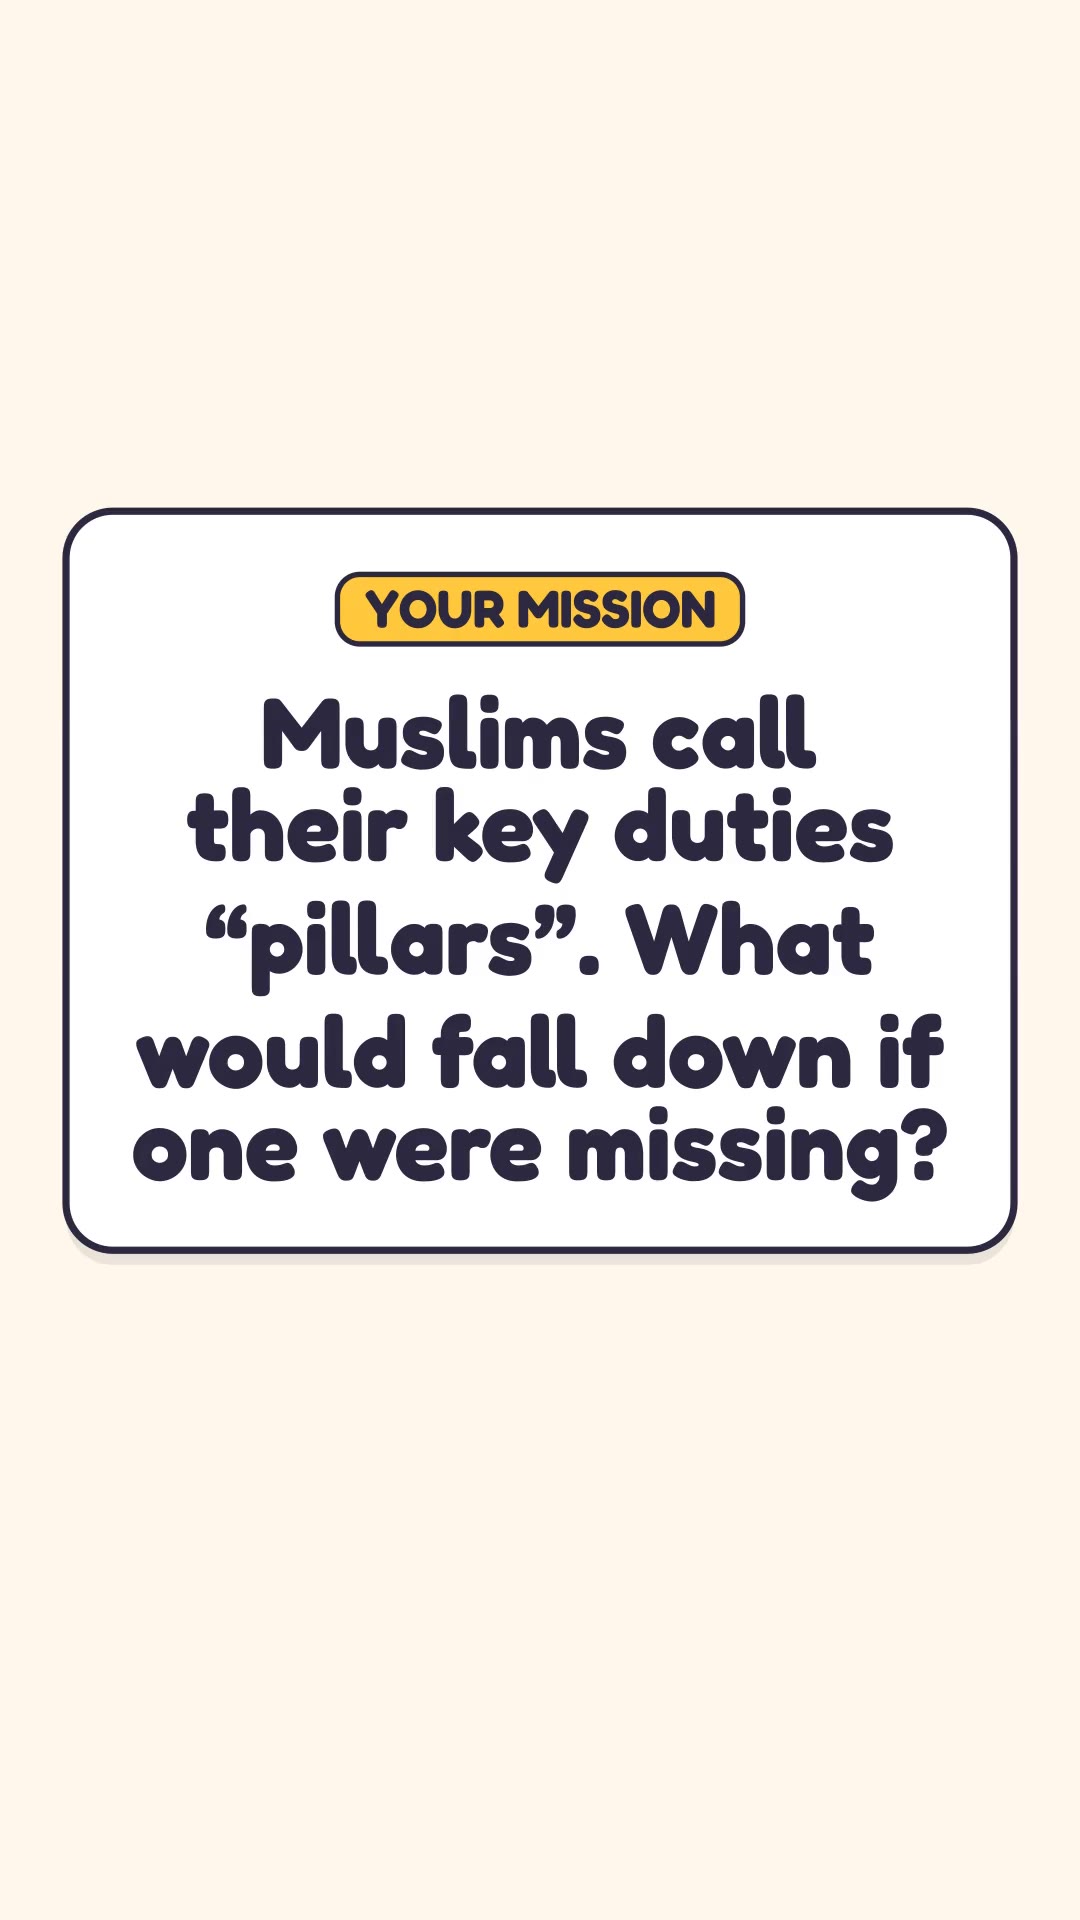 YOUR MISSION
Muslims call
their key duties
“pillars”. What
would fall down if
one were missing?